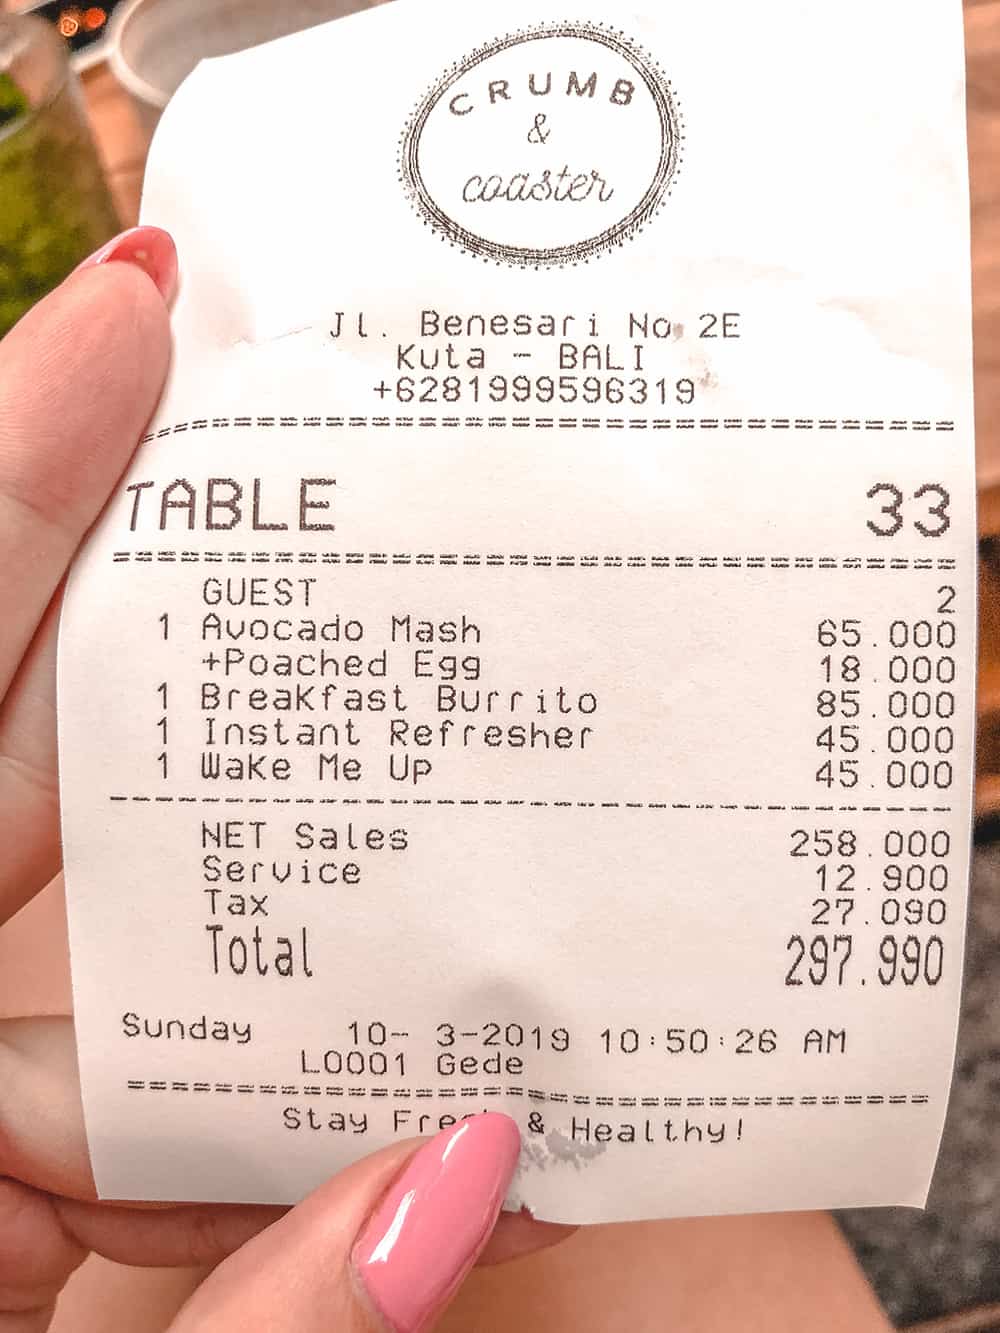 CRUMB
&
coaster
Jl. Benesari No. 2E
Kuta - BALI
+6281999596319
TABLE 33
GUEST 2
1 Avocado Mash 65.000
+Poached Egg 18.000
1 Breakfast Burrito 85.000
1 Instant Refresher 45.000
1 Wake Me Up 45.000
NET Sales 258.000
Service 12.900
Tax 27.090
Total 297.990
Sunday 10- 3-2019 10:50:26 AM
L0001 Gede
Stay & Healthy!